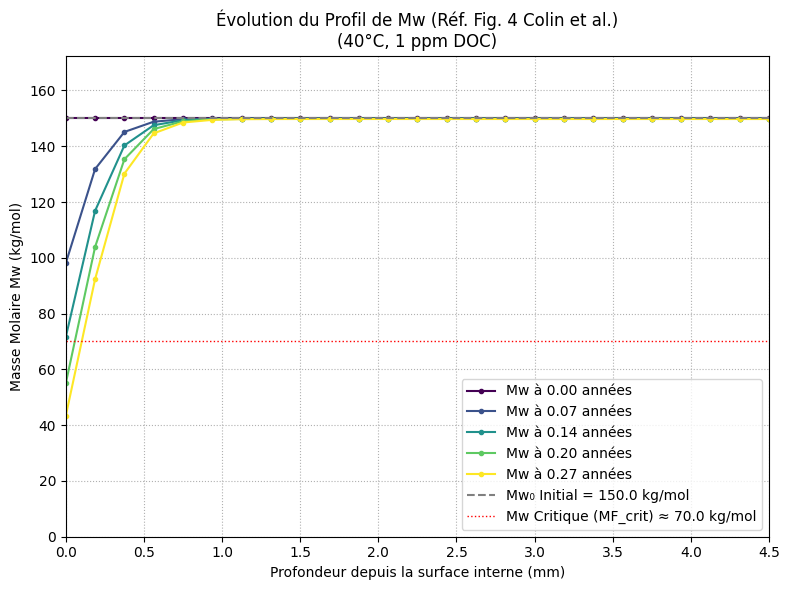 Évolution du Profil de Mw (Réf. Fig. 4 Colin et al.)
(40°C, 1 ppm DOC)
Masse Molaire Mw (kg/mol)
160
140
120
100
80
60
40
20
0
Mw à 0.00 années
Mw à 0.07 années
Mw à 0.14 années
Mw à 0.20 années
Mw à 0.27 années
Mw₀ Initial = 150.0 kg/mol
Mw Critique (MF_crit) ≈ 70.0 kg/mol
0.0 0.5 1.0 1.5 2.0 2.5 3.0 3.5 4.0 4.5
Profondeur depuis la surface interne (mm)